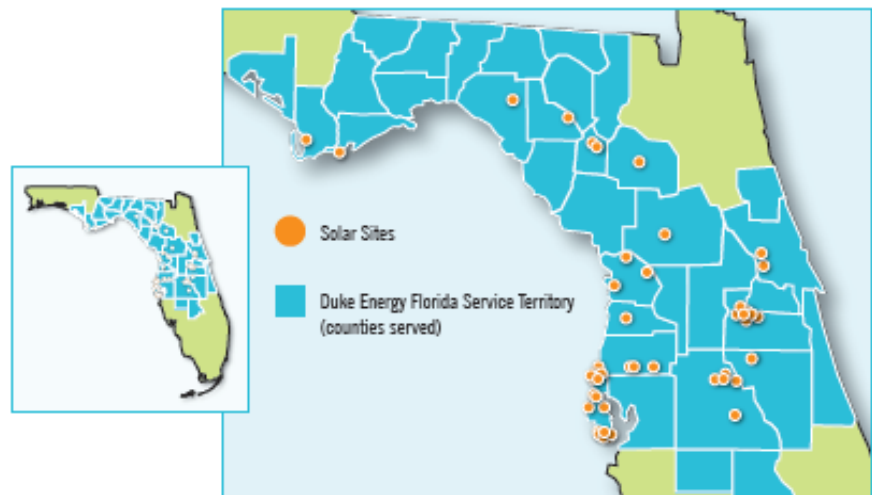 Solar Sites
Duke Energy Florida Service Territory
(counties served)